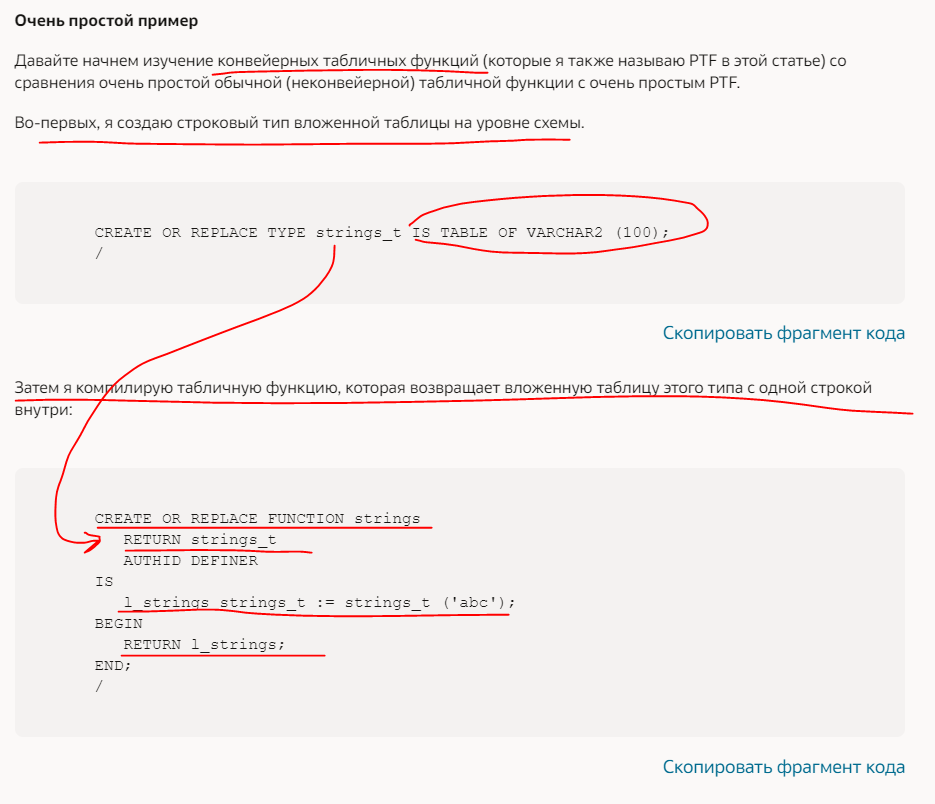 Очень простой пример
Давайте начнем изучение конвейерных табличных функций (которые я также называю PTF в этой статье) со
сравнения очень простой обычной (неконвейерной) табличной функции с очень простым PTF.
Во-первых, я создаю строковый тип вложенной таблицы на уровне схемы.
CREATE OR REPLACE TYPE strings_t IS TABLE OF VARCHAR2 (100);
/
Скопировать фрагмент кода
Затем я компилирую табличную функцию, которая возвращает вложенную таблицу этого типа с одной строкой
внутри:
CREATE OR REPLACE FUNCTION strings
RETURN strings_t
AUTHID DEFINER
IS
l_strings strings_t := strings_t ('abc');
BEGIN
RETURN l_strings;
END;
/
Скопировать фрагмент кода